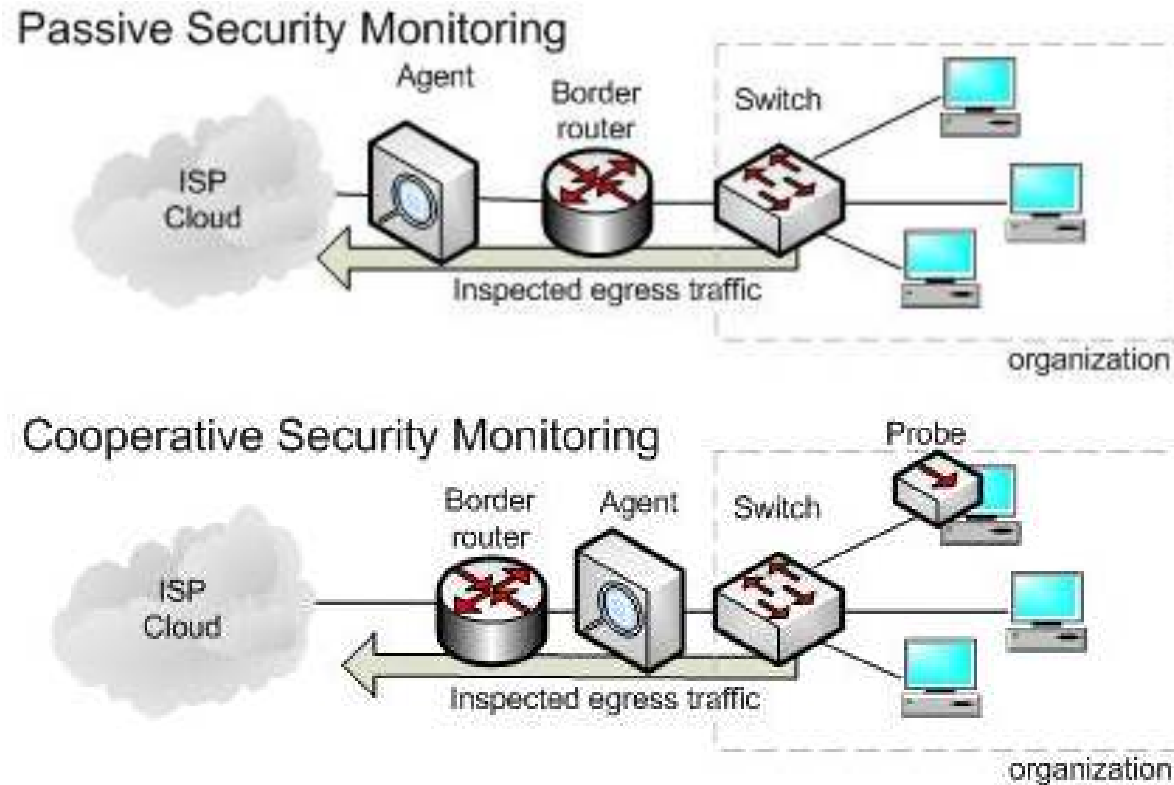 Passive Security Monitoring
Agent
Border
router
Switch
ISP
Cloud
Inspected egress traffic
organization
Cooperative Security Monitoring
Probe
Border
router
Agent
Switch
ISP
Cloud
Inspected egress traffic
organization